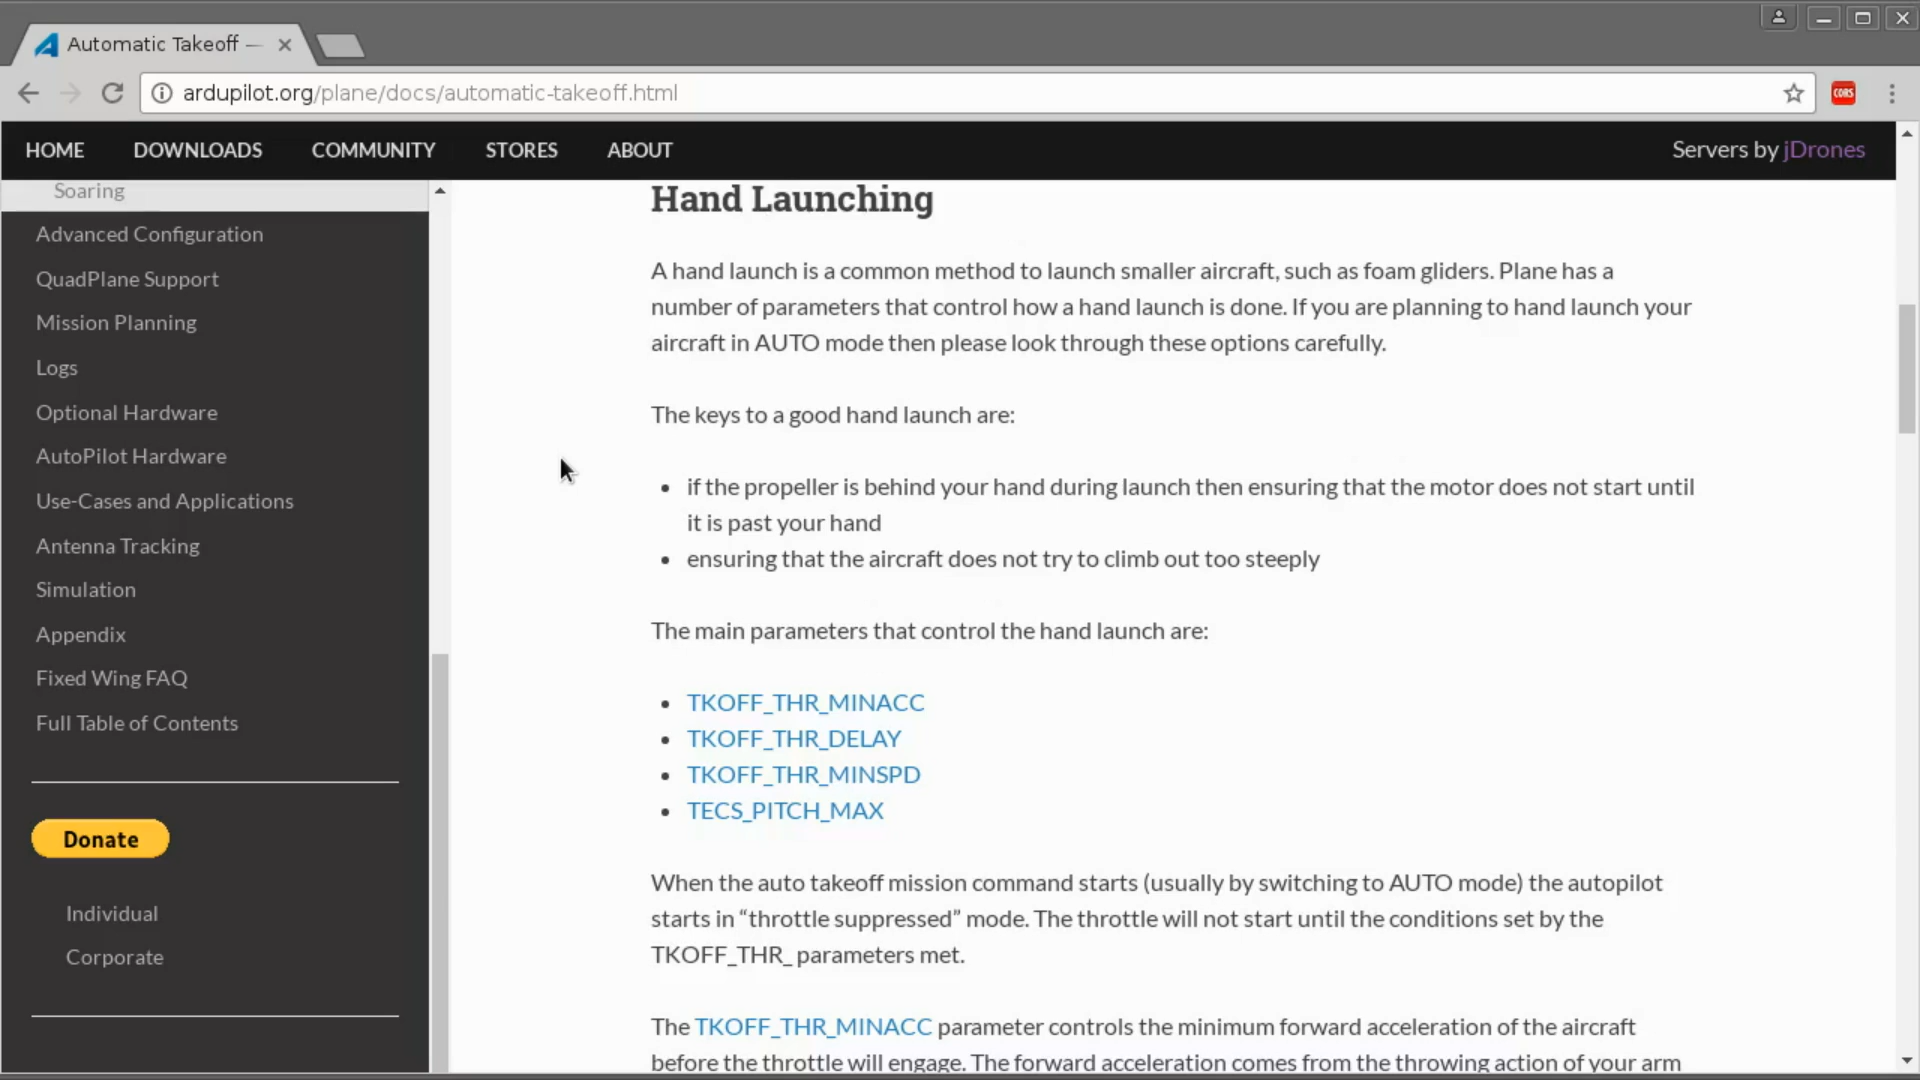 Automatic Takeoff —
ardupilot.org/plane/docs/automatic-takeoff.html
CORS
HOME DOWNLOADS COMMUNITY STORES ABOUT Servers by jDrones
Soaring
Advanced Configuration
QuadPlane Support
Mission Planning
Logs
Optional Hardware
AutoPilot Hardware
Use-Cases and Applications
Antenna Tracking
Simulation
Appendix
Fixed Wing FAQ
Full Table of Contents
Donate
Individual
Corporate
Hand Launching
A hand launch is a common method to launch smaller aircraft, such as foam gliders. Plane has a
number of parameters that control how a hand launch is done. If you are planning to hand launch your
aircraft in AUTO mode then please look through these options carefully.
The keys to a good hand launch are:
• if the propeller is behind your hand during launch then ensuring that the motor does not start until
it is past your hand
• ensuring that the aircraft does not try to climb out too steeply
The main parameters that control the hand launch are:
• TKOFF_THR_MINACC
• TKOFF_THR_DELAY
• TKOFF_THR_MINSPD
• TECS_PITCH_MAX
When the auto takeoff mission command starts (usually by switching to AUTO mode) the autopilot
starts in “throttle suppressed” mode. The throttle will not start until the conditions set by the
TKOFF_THR_ parameters met.
The TKOFF_THR_MINACC parameter controls the minimum forward acceleration of the aircraft
before the throttle will engage. The forward acceleration comes from the throwing action of your arm